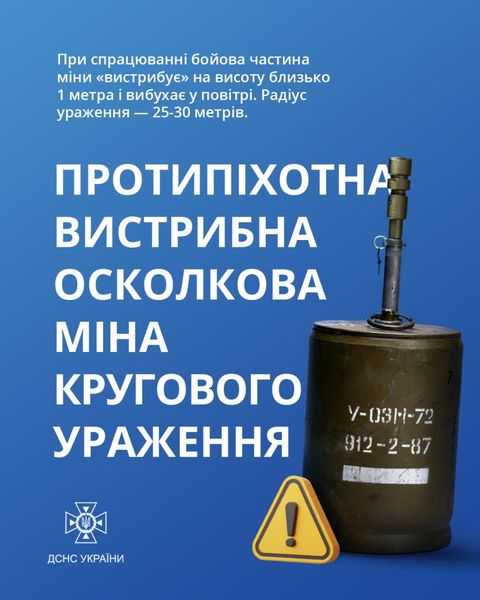 При спрацюванні бойова частина
міни «вистрибує» на висоту близько
1 метра і вибухає у повітрі. Радіус
ураження — 25-30 метрів.
ПРОТИПІХОТНА
ВИСТРИБНА
ОСКОЛКОВА
МІНА
КРУГОВОГО
УРАЖЕННЯ
У-ОЗМ-72
912-2-87
7
ДСНС УКРАЇНИ